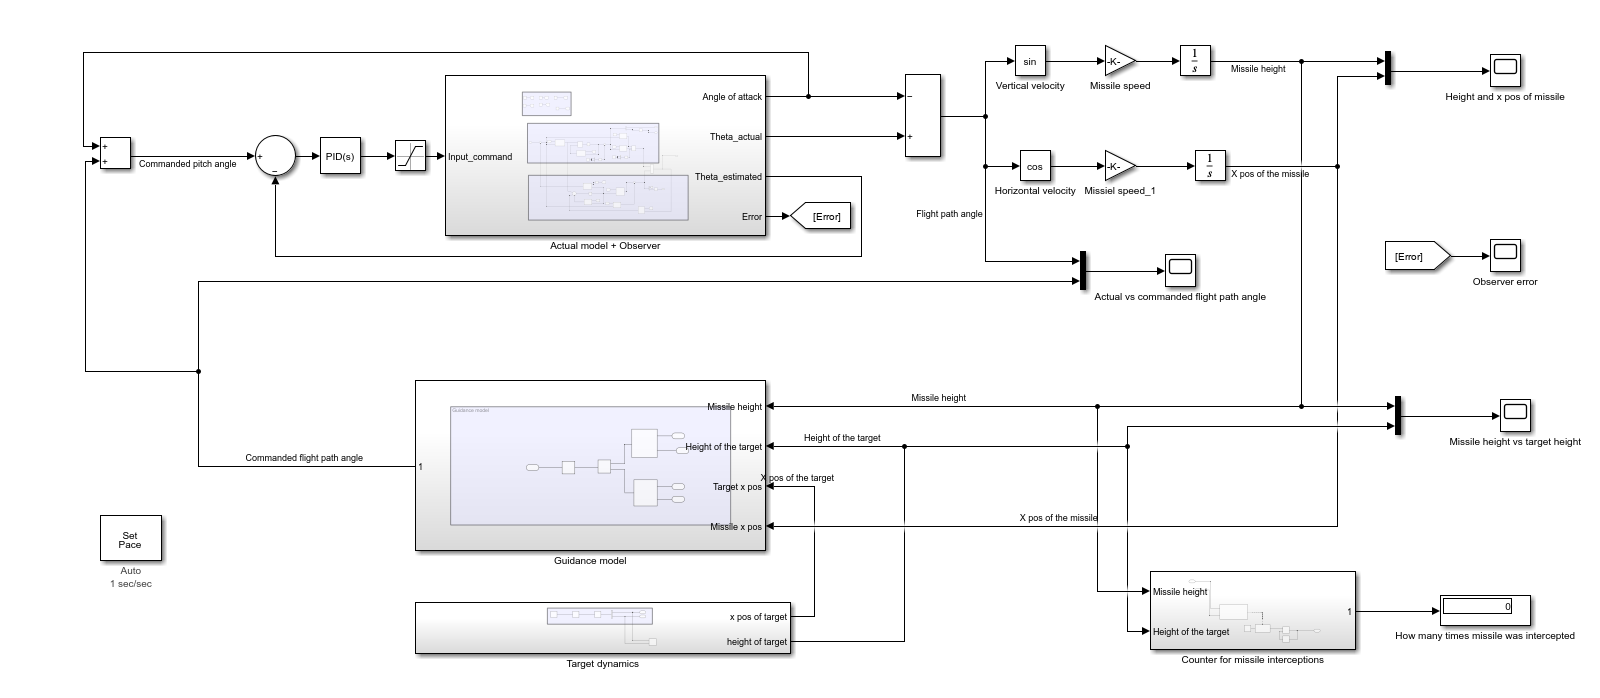 sin
Vertical velocity
-K-
Missile speed
1
s
Missile height
Height and x pos of missile
Angle of attack
−
Theta_actual
+
Input_command
Theta_estimated
Error
Actual model + Observer
[Error]
+
+
Commanded pitch angle
+
−
PID(s)
cos
Horizontal velocity
-K-
Missiel speed_1
1
s
X pos of the missile
Flight path angle
Actual vs commanded flight path angle
[Error]
Observer error
Missile height
Missile height
Height of the target
Height of the target
X pos of the target
Target x pos
Missile x pos
X pos of the missile
Guidance model
Guidance model
1
Commanded flight path angle
Missile height vs target height
Set
Pace
Auto
1 sec/sec
x pos of target
height of target
Target dynamics
Missile height
Height of the target
1
Counter for missile interceptions
0
How many times missile was intercepted